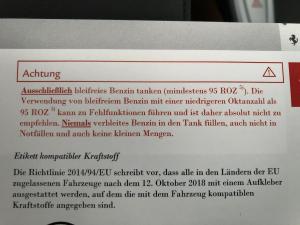 Achtung
Ausschließlich bleifreies Benzin tanken (mindestens 95 ROZ 2). Die
Verwendung von bleifreiem Benzin mit einer niedrigeren Oktanzahl als
95 ROZ 2) kann zu Fehlfunktionen führen und ist daher absolut nicht zu
empfehlen. Niemals verbleites Benzin in den Tank füllen, auch nicht in
Notfällen und auch keine kleinen Mengen.
Etikett kompatibler Kraftstoff
Die Richtlinie 2014/94/EU schreibt vor, dass alle in den Ländern der EU
zugelassenen Fahrzeuge nach dem 12. Oktober 2018 mit einem Aufkleber
ausgestattet werden, auf dem die mit dem Fahrzeug kompatiblen
Kraftstoffe angegeben sind.